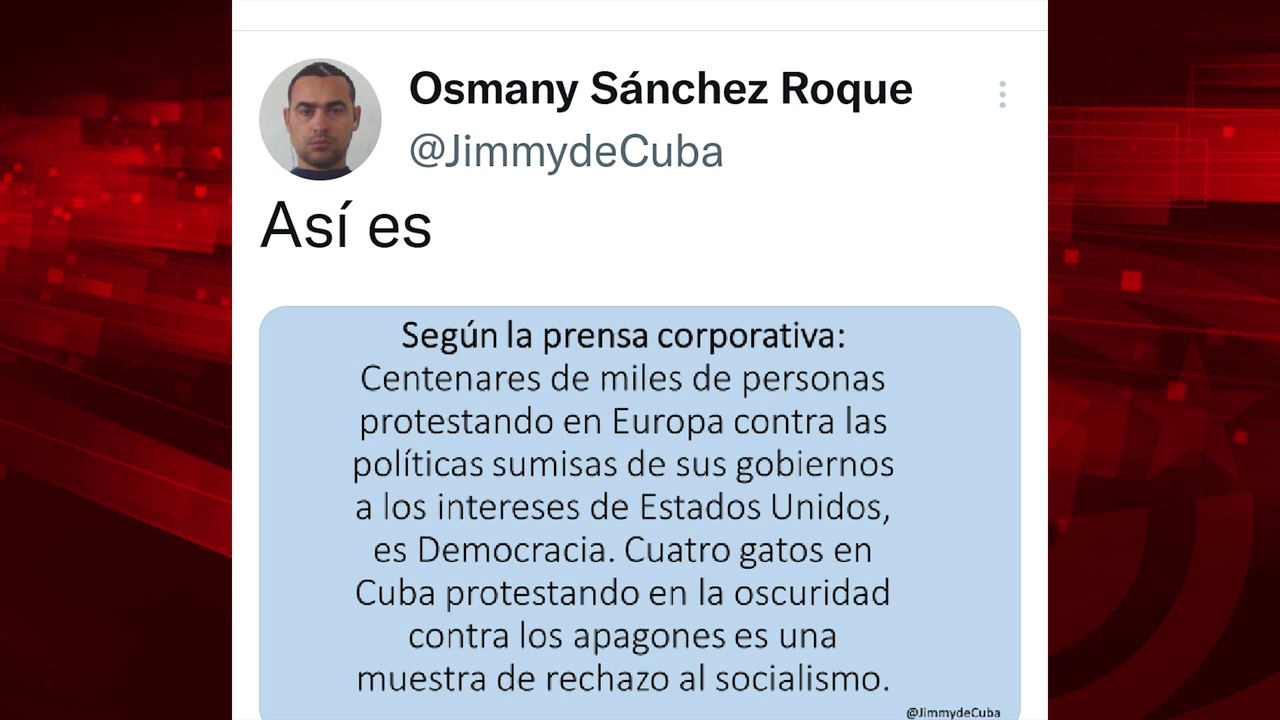 Osmany Sánchez Roque
@JimmydeCuba
Así es
Según la prensa corporativa:
Centenares de miles de personas
protestando en Europa contra las
políticas sumisas de sus gobiernos
a los intereses de Estados Unidos,
es Democracia. Cuatro gatos en
Cuba protestando en la oscuridad
contra los apagones es una
muestra de rechazo al socialismo.
@JimmydeCuba